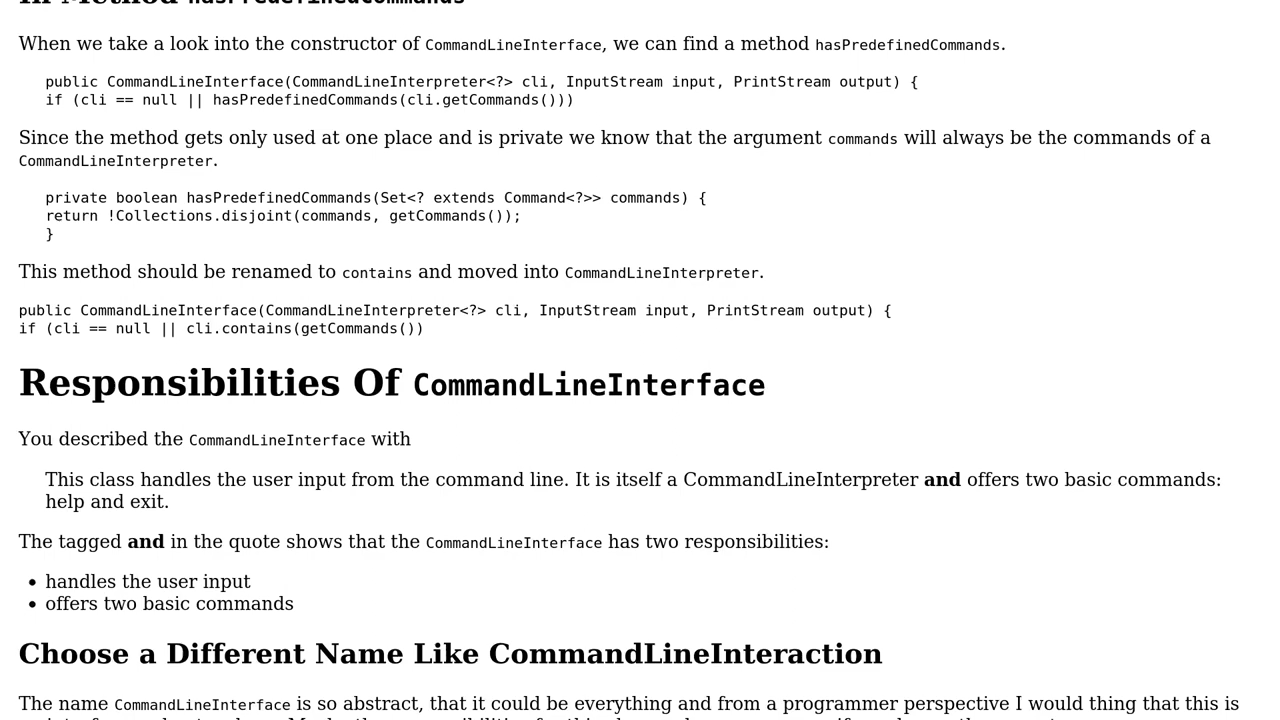 In Method hasPredefinedCommands
When we take a look into the constructor of CommandLineInterface, we can find a method hasPredefinedCommands.
public CommandLineInterface(CommandLineInterpreter<?> cli, InputStream input, PrintStream output) {
if (cli == null || hasPredefinedCommands(cli.getCommands()))
Since the method gets only used at one place and is private we know that the argument commands will always be the commands of a
CommandLineInterpreter.
private boolean hasPredefinedCommands(Set<? extends Command<?>> commands) {
return !Collections.disjoint(commands, getCommands());
}
This method should be renamed to contains and moved into CommandLineInterpreter.
public CommandLineInterface(CommandLineInterpreter<?> cli, InputStream input, PrintStream output) {
if (cli == null || cli.contains(getCommands())
Responsibilities Of CommandLineInterface
You described the CommandLineInterface with
This class handles the user input from the command line. It is itself a CommandLineInterpreter and offers two basic commands:
help and exit.
The tagged and in the quote shows that the CommandLineInterface has two responsibilities:
• handles the user input
• offers two basic commands
Choose a Different Name Like CommandLineInteraction
The name CommandLineInterface is so abstract, that it could be everything and from a programmer perspective I would thing that this is